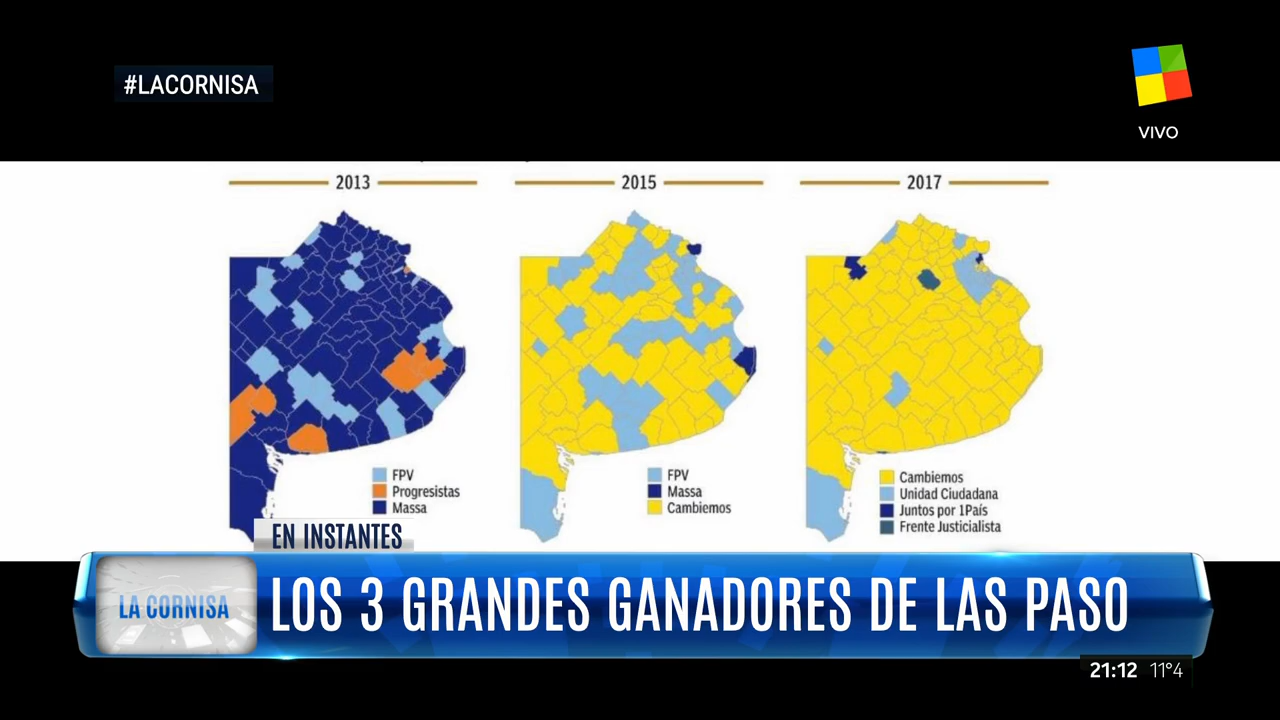 #LACORNISA
VIVO
2013
2015
2017
FPV
Progresistas
Massa
FPV
Massa
Cambiemos
Cambiemos
Unidad Ciudadana
Juntos por 1País
Frente Justicialista
EN INSTANTES
LA CORNISA
LOS 3 GRANDES GANADORES DE LAS PASO
21:12 11°4